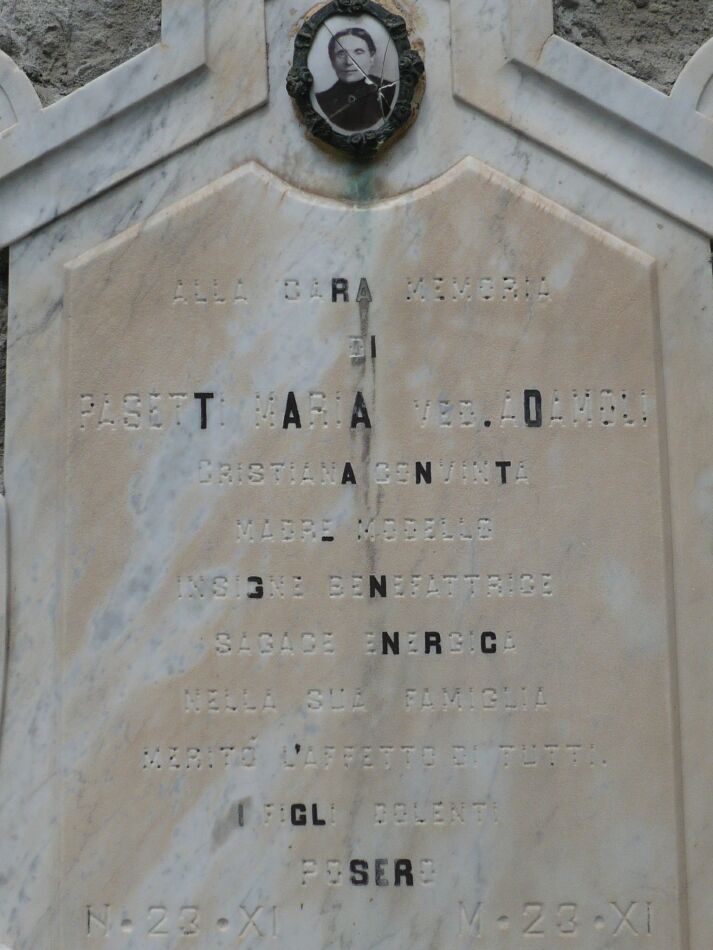 ALLA CARA MEMORIA
DI
PASETTI MARIA VED. ADAMOLI
CRISTIANA CONVINTA
MADRE MODELLO
INSIGNE BENEFATTRICE
SAGACE ENERGICA
NELLA SUA FAMIGLIA
MERITÒ L'AFFETTO DI TUTTI.
I FIGLI DOLENTI
POSERO
N·23·XI M·23·XI